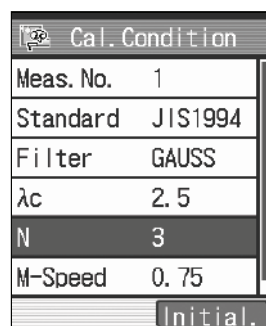 Cal.Condition
Meas.No. 1
Standard JIS1994
Filter GAUSS
λc 2.5
N 3
M-Speed 0.75
Initial.